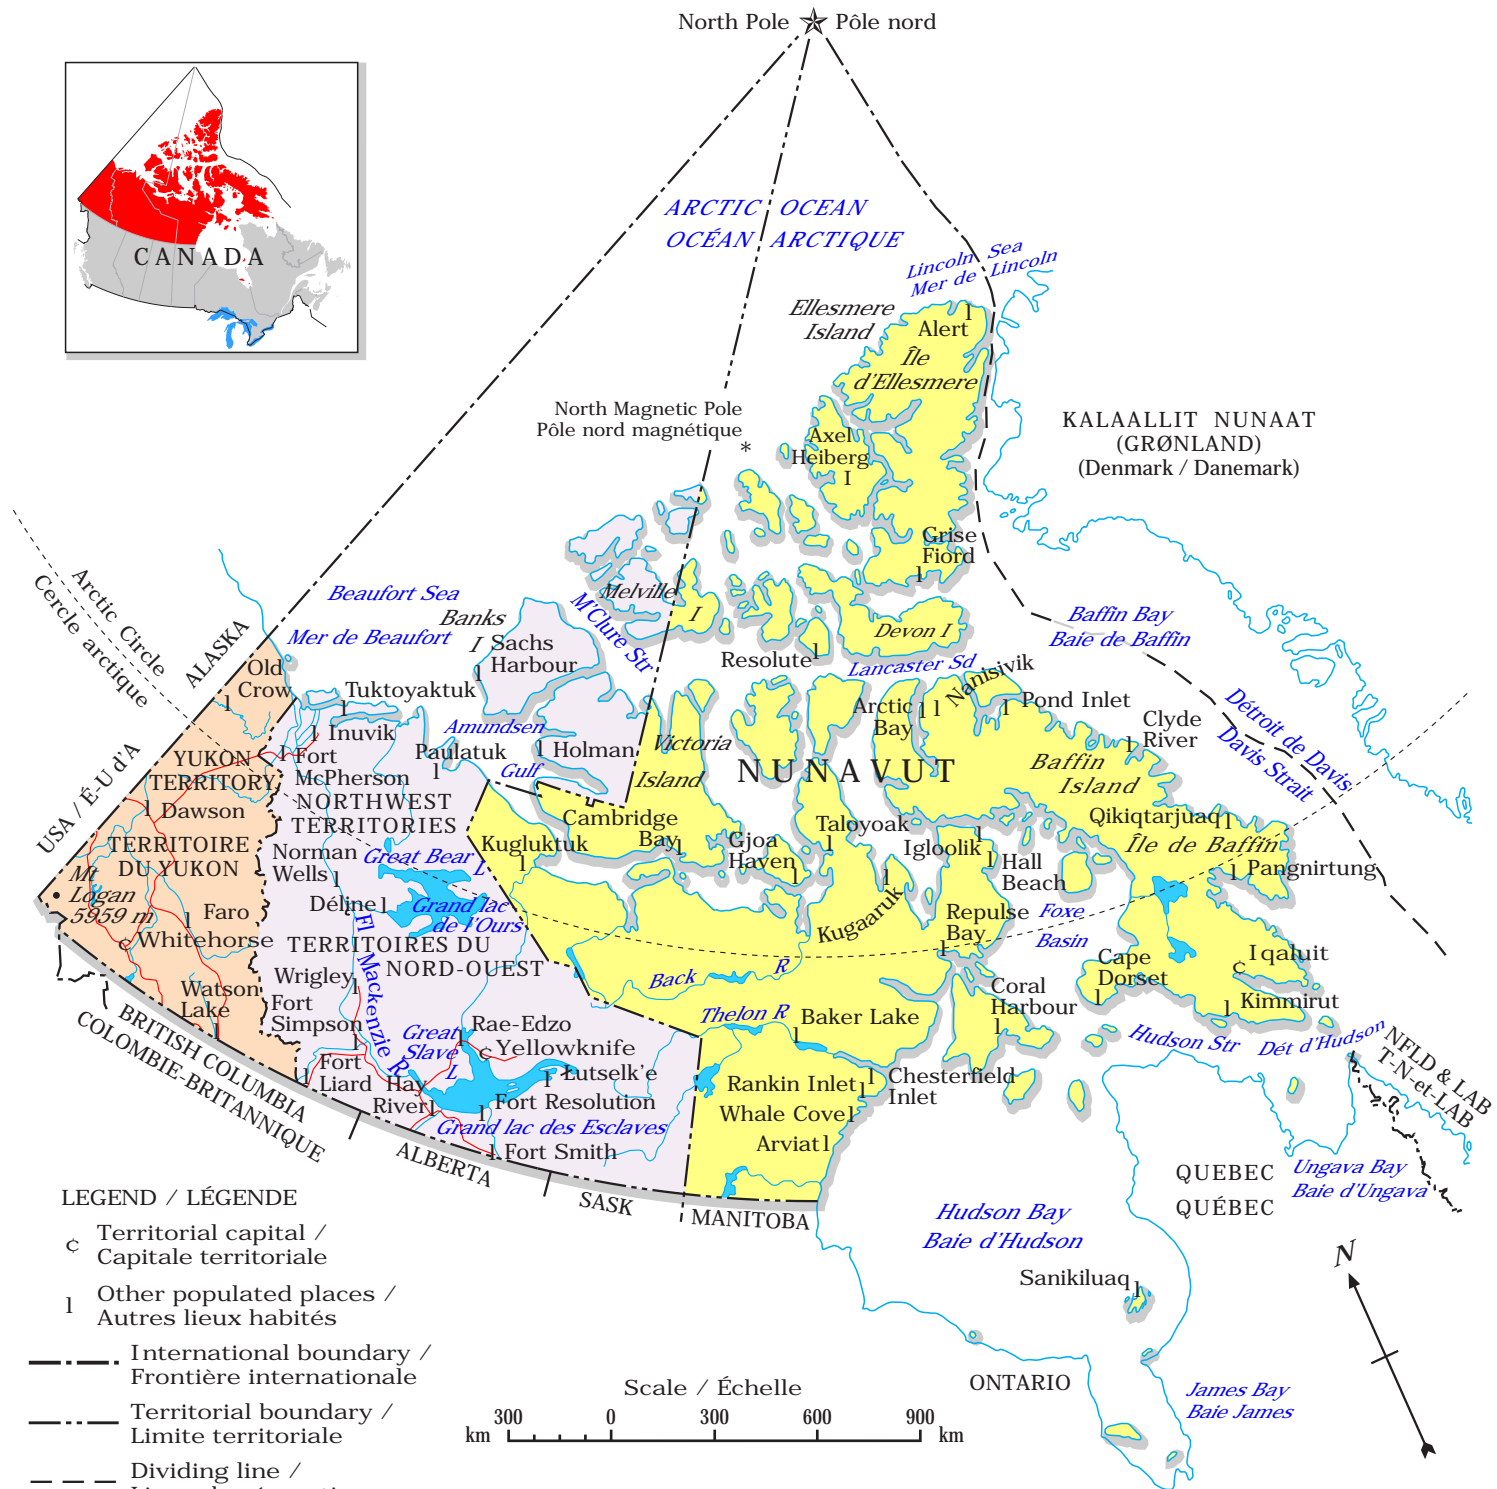 North Pole Pôle nord
CANADA
ARCTIC OCEAN
OCÉAN ARCTIQUE
Lincoln Sea
Mer de Lincoln
Ellesmere
Island
Alert
Île
d'Ellesmere
North Magnetic Pole
Pôle nord magnétique
*
Axel
Heiberg
I
KALAALLIT NUNAAT
(GRØNLAND)
(Denmark / Danemark)
Grise
Fiord
Arctic Circle
Cercle arctique
Beaufort Sea
Mer de Beaufort
Banks
I
Sachs
Harbour
Melville
I
M'Clure Str
Devon I
Resolute
Lancaster Sd
Baffin Bay
Baie de Baffin
ALASKA
USA / É-U d'A
Old
Crow
Tuktoyaktuk
Inuvik
Fort
McPherson
Paulatuk
Amundsen
Gulf
Holman
Victoria
Island
NUNAVUT
Arctic
Bay
Nanisivik
Pond Inlet
Clyde
River
Baffin
Island
Détroit de Davis
Davis Strait
YUKON
TERRITORY
Dawson
TERRITOIRE
DU YUKON
Mt
Logan
5959 m
Faro
Whitehorse
Watson
Lake
NORTHWEST
TERRITORIES
Norman
Wells
Great Bear
L
Déline
Grand lac
de l'Ours
TERRITOIRES DU
NORD-OUEST
Fl Mackenzie R
Wrigley
Fort
Simpson
Fort
Liard
Hay
River
Great
Slave
L
Rae-Edzo
Yellowknife
Łutselk'e
Fort Resolution
Grand lac des Esclaves
Fort Smith
Kugluktuk
Cambridge
Bay
Gjoa
Haven
Taloyoak
Igloolik
Hall
Beach
Kugaaruk
Repulse
Bay
Foxe
Basin
Qikiqtarjuaq
Île de Baffin
Pangnirtung
Iqaluit
Kimmirut
Cape
Dorset
Coral
Harbour
Back R
Thelon R
Baker Lake
Rankin Inlet
Chesterfield
Inlet
Whale Cove
Arviat
Hudson Str Dét d'Hudson
NFLD & LAB
T-N-et-LAB
BRITISH COLUMBIA
COLOMBIE-BRITANNIQUE
ALBERTA
SASK
MANITOBA
QUEBEC
QUÉBEC
Ungava Bay
Baie d'Ungava
Hudson Bay
Baie d'Hudson
Sanikiluaq
ONTARIO
James Bay
Baie James
N
LEGEND / LÉGENDE
Territorial capital /
Capitale territoriale
Other populated places /
Autres lieux habités
International boundary /
Frontière internationale
Territorial boundary /
Limite territoriale
Dividing line /
Scale / Échelle
300 0 300 600 900
km km